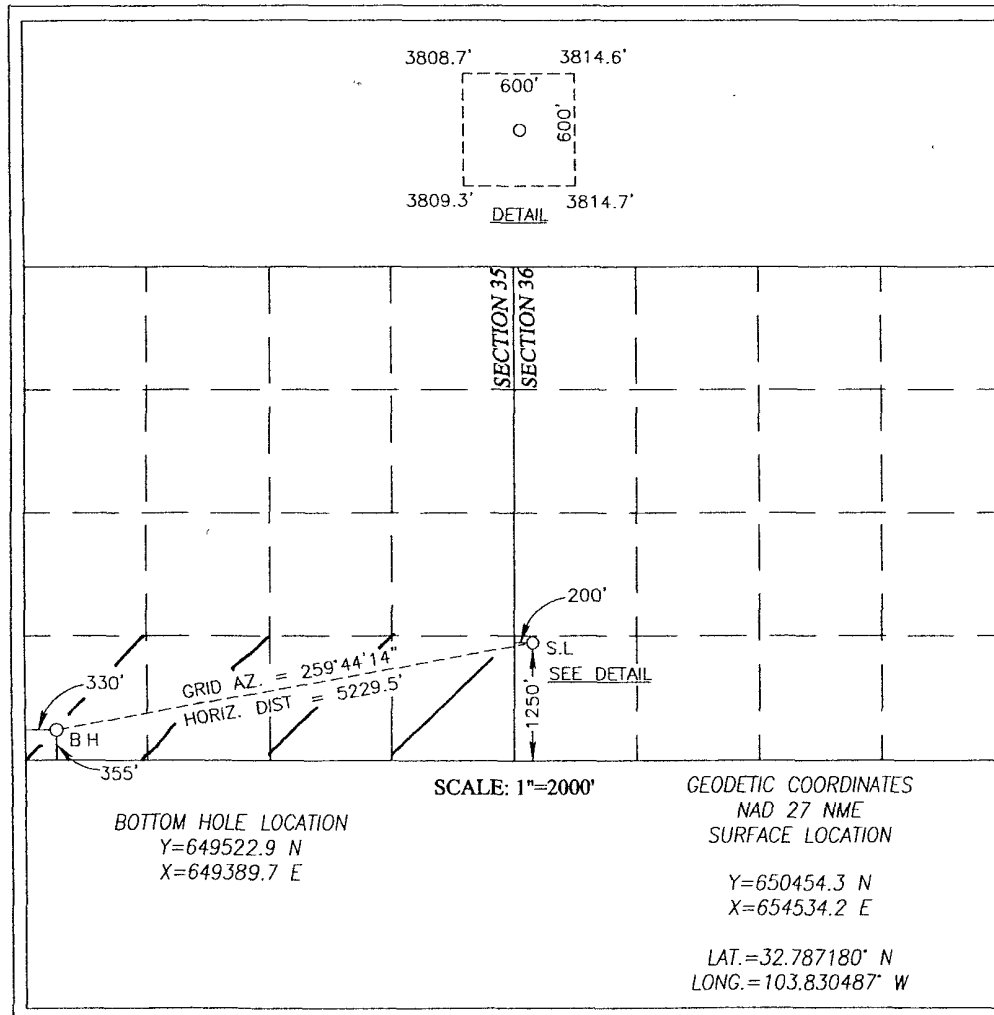 3808.7' 3814.6'
600'
600'
3809.3' 3814.7'
DETAIL
SECTION 35
SECTION 36
200'
S.L
SEE DETAIL
GRID AZ. = 259°44'14"
HORIZ. DIST = 5229.5'
330'
B H
1250'
355'
SCALE: 1"=2000'
BOTTOM HOLE LOCATION
Y=649522.9 N
X=649389.7 E
GEODETIC COORDINATES
NAD 27 NME
SURFACE LOCATION
Y=650454.3 N
X=654534.2 E
LAT.=32.787180° N
LONG.=103.830487° W